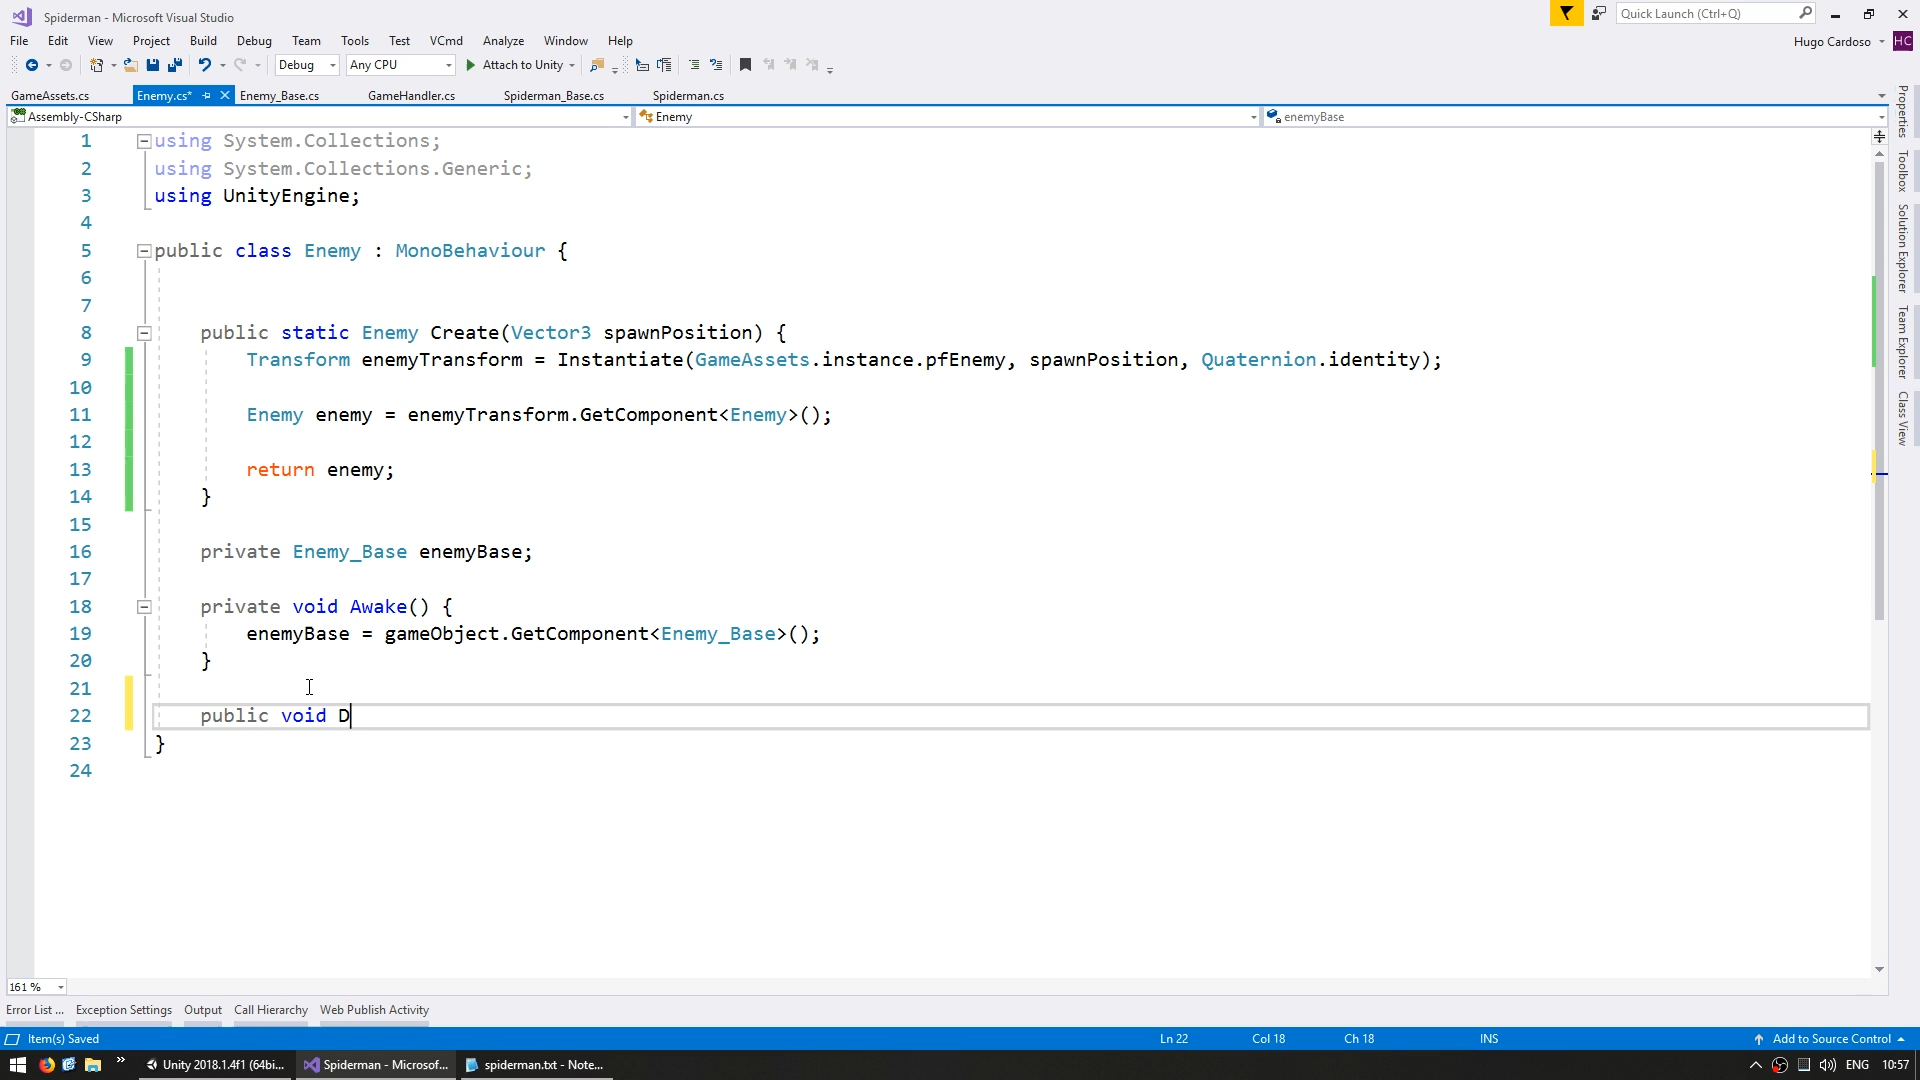 Spiderman - Microsoft Visual Studio
Quick Launch (Ctrl+Q)
File Edit View Project Build Debug Team Tools Test VCmd Analyze Window Help
Hugo Cardoso HC
Debug Any CPU Attach to Unity
GameAssets.cs Enemy.cs* Enemy_Base.cs GameHandler.cs Spiderman_Base.cs Spiderman.cs
Assembly-CSharp Enemy enemyBase
1 using System.Collections;
2 using System.Collections.Generic;
3 using UnityEngine;
4
5 public class Enemy : MonoBehaviour {
6
7
8 public static Enemy Create(Vector3 spawnPosition) {
9 Transform enemyTransform = Instantiate(GameAssets.instance.pfEnemy, spawnPosition, Quaternion.identity);
10
11 Enemy enemy = enemyTransform.GetComponent<Enemy>();
12
13 return enemy;
14 }
15
16 private Enemy_Base enemyBase;
17
18 private void Awake() {
19 enemyBase = gameObject.GetComponent<Enemy_Base>();
20 }
21
22 public void D
23 }
24
Properties
Toolbox
Solution Explorer
Team Explorer
Class View
161 %
Error List ... Exception Settings Output Call Hierarchy Web Publish Activity
Item(s) Saved Ln 22 Col 18 Ch 18 INS Add to Source Control
Unity 2018.1.4f1 (64bi... Spiderman - Microsof... spiderman.txt - Note... ENG 10:57